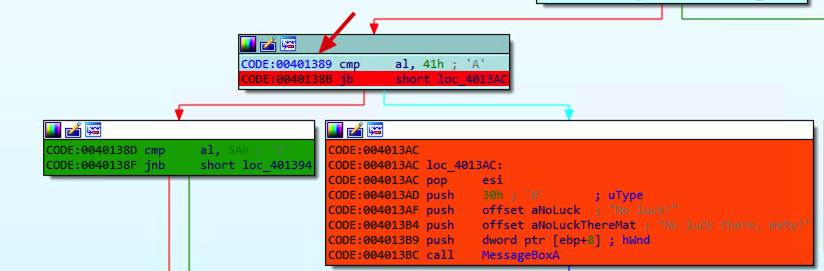 CODE:00401389 cmp al, 41h ; 'A'
CODE:0040138B jb short loc_4013AC
CODE:0040138D cmp al, 5Ah ; 'Z'
CODE:0040138F jnb short loc_401394
CODE:004013AC
CODE:004013AC loc_4013AC:
CODE:004013AC pop esi
CODE:004013AD push 30h ; '0' ; uType
CODE:004013AF push offset aNoLuck ; "No luck!"
CODE:004013B4 push offset aNoLuckThereMat ; "No luck there, mate!"
CODE:004013B9 push dword ptr [ebp+8] ; hWnd
CODE:004013BC call MessageBoxA